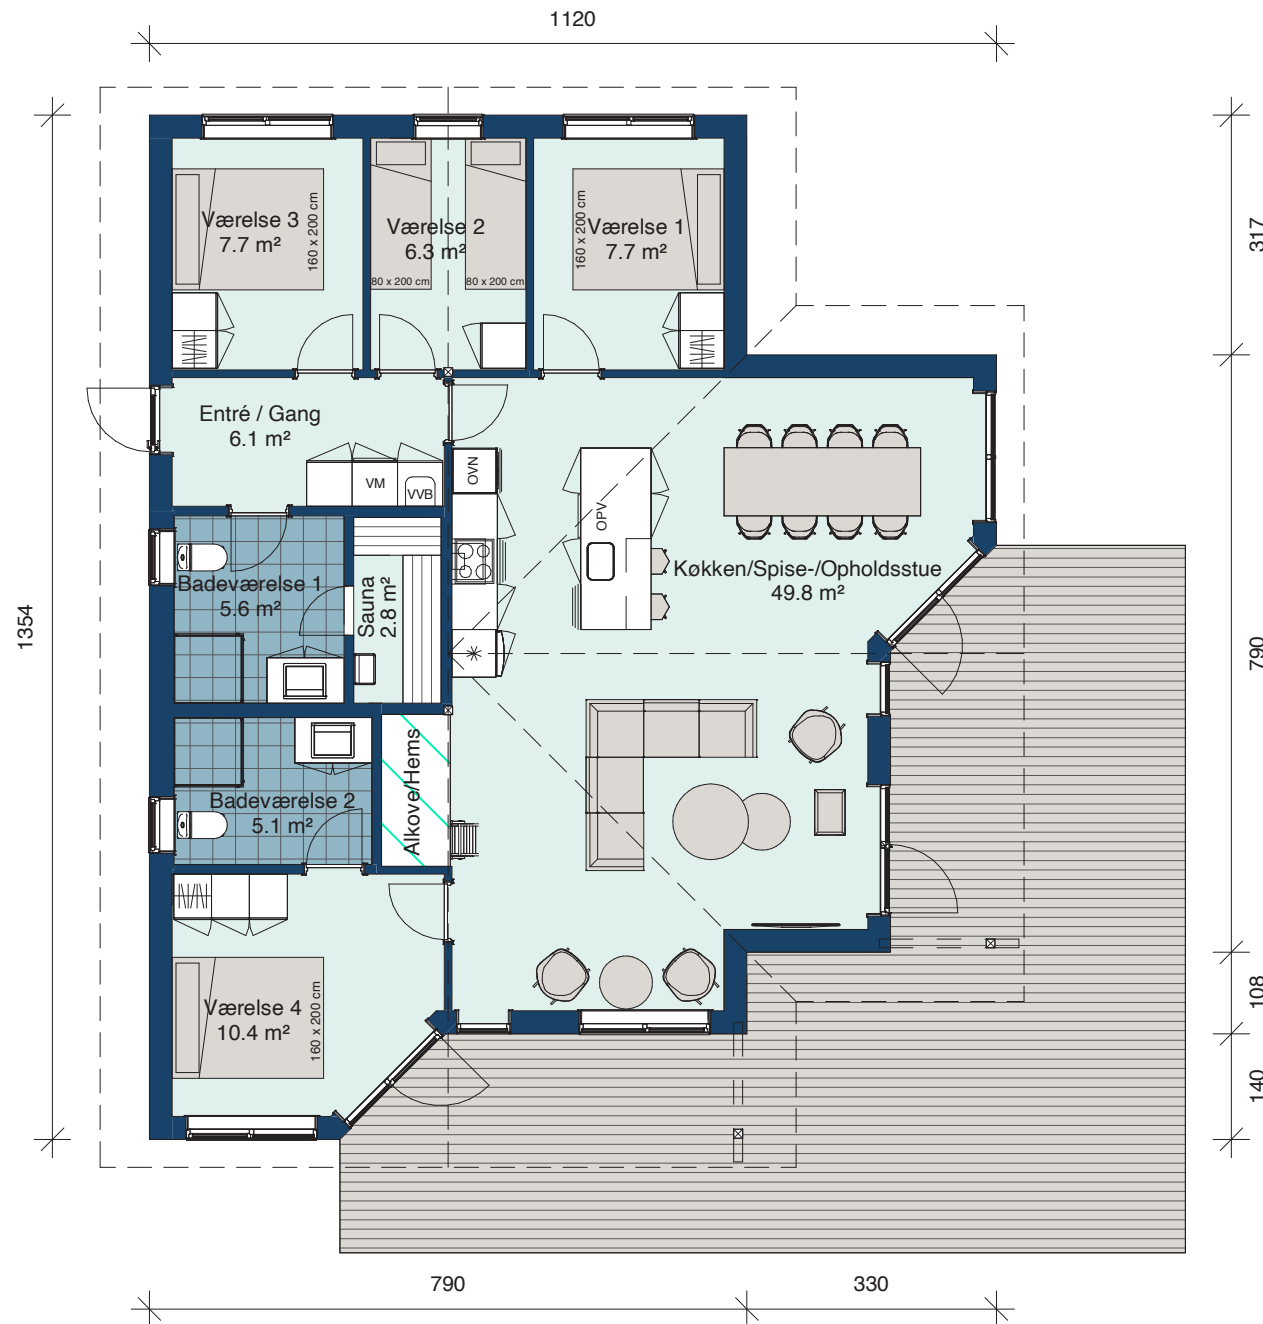 1120
Værelse 3
7.7 m²
160 x 200 cm
Værelse 2
6.3 m²
80 x 200 cm
80 x 200 cm
Værelse 1
7.7 m²
160 x 200 cm
317
Entré / Gang
6.1 m²
VM
VVB
OVN
OPV
Køkken/Spise-/Opholdsstue
49.8 m²
Badeværelse 1
5.6 m²
Sauna
2.8 m²
1354
790
Alkove/Hems
Badeværelse 2
5.1 m²
Værelse 4
10.4 m²
160 x 200 cm
108
140
790
330